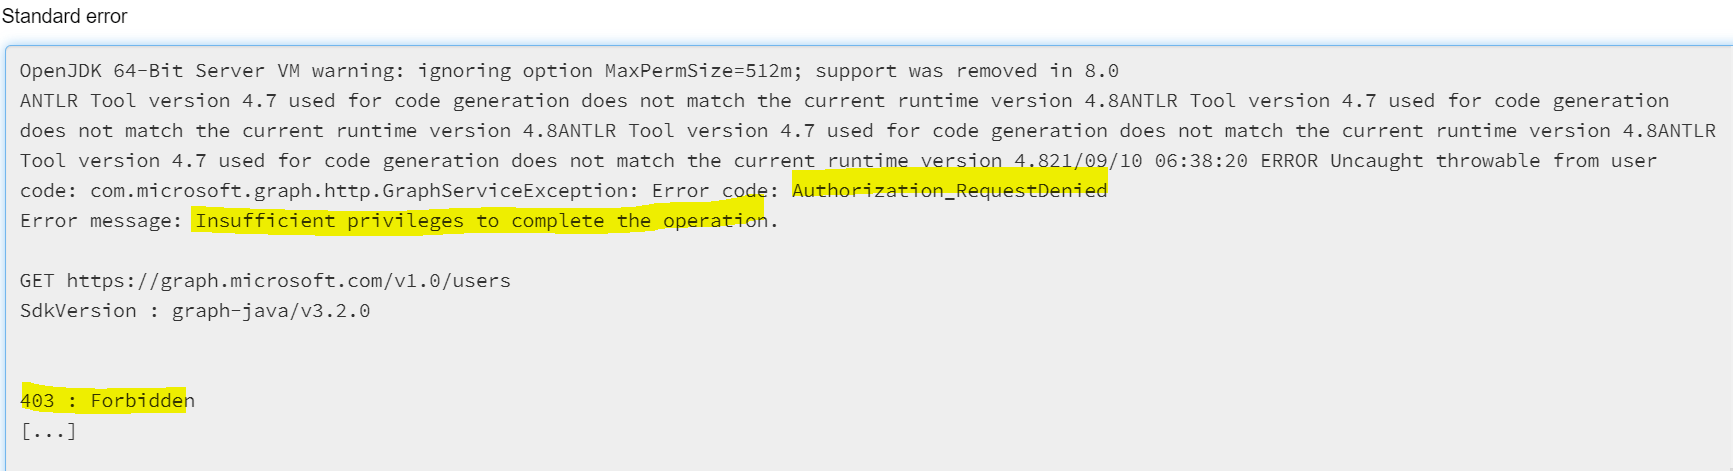 Standard error
OpenJDK 64-Bit Server VM warning: ignoring option MaxPermSize=512m; support was removed in 8.0
ANTLR Tool version 4.7 used for code generation does not match the current runtime version 4.8ANTLR Tool version 4.7 used for code generation
does not match the current runtime version 4.8ANTLR Tool version 4.7 used for code generation does not match the current runtime version 4.8ANTLR
Tool version 4.7 used for code generation does not match the current runtime version 4.821/09/10 06:38:20 ERROR Uncaught throwable from user
code: com.microsoft.graph.http.GraphServiceException: Error code: Authorization_RequestDenied
Error message: Insufficient privileges to complete the operation.
GET https://graph.microsoft.com/v1.0/users
SdkVersion : graph-java/v3.2.0
403 : Forbidden
[...]